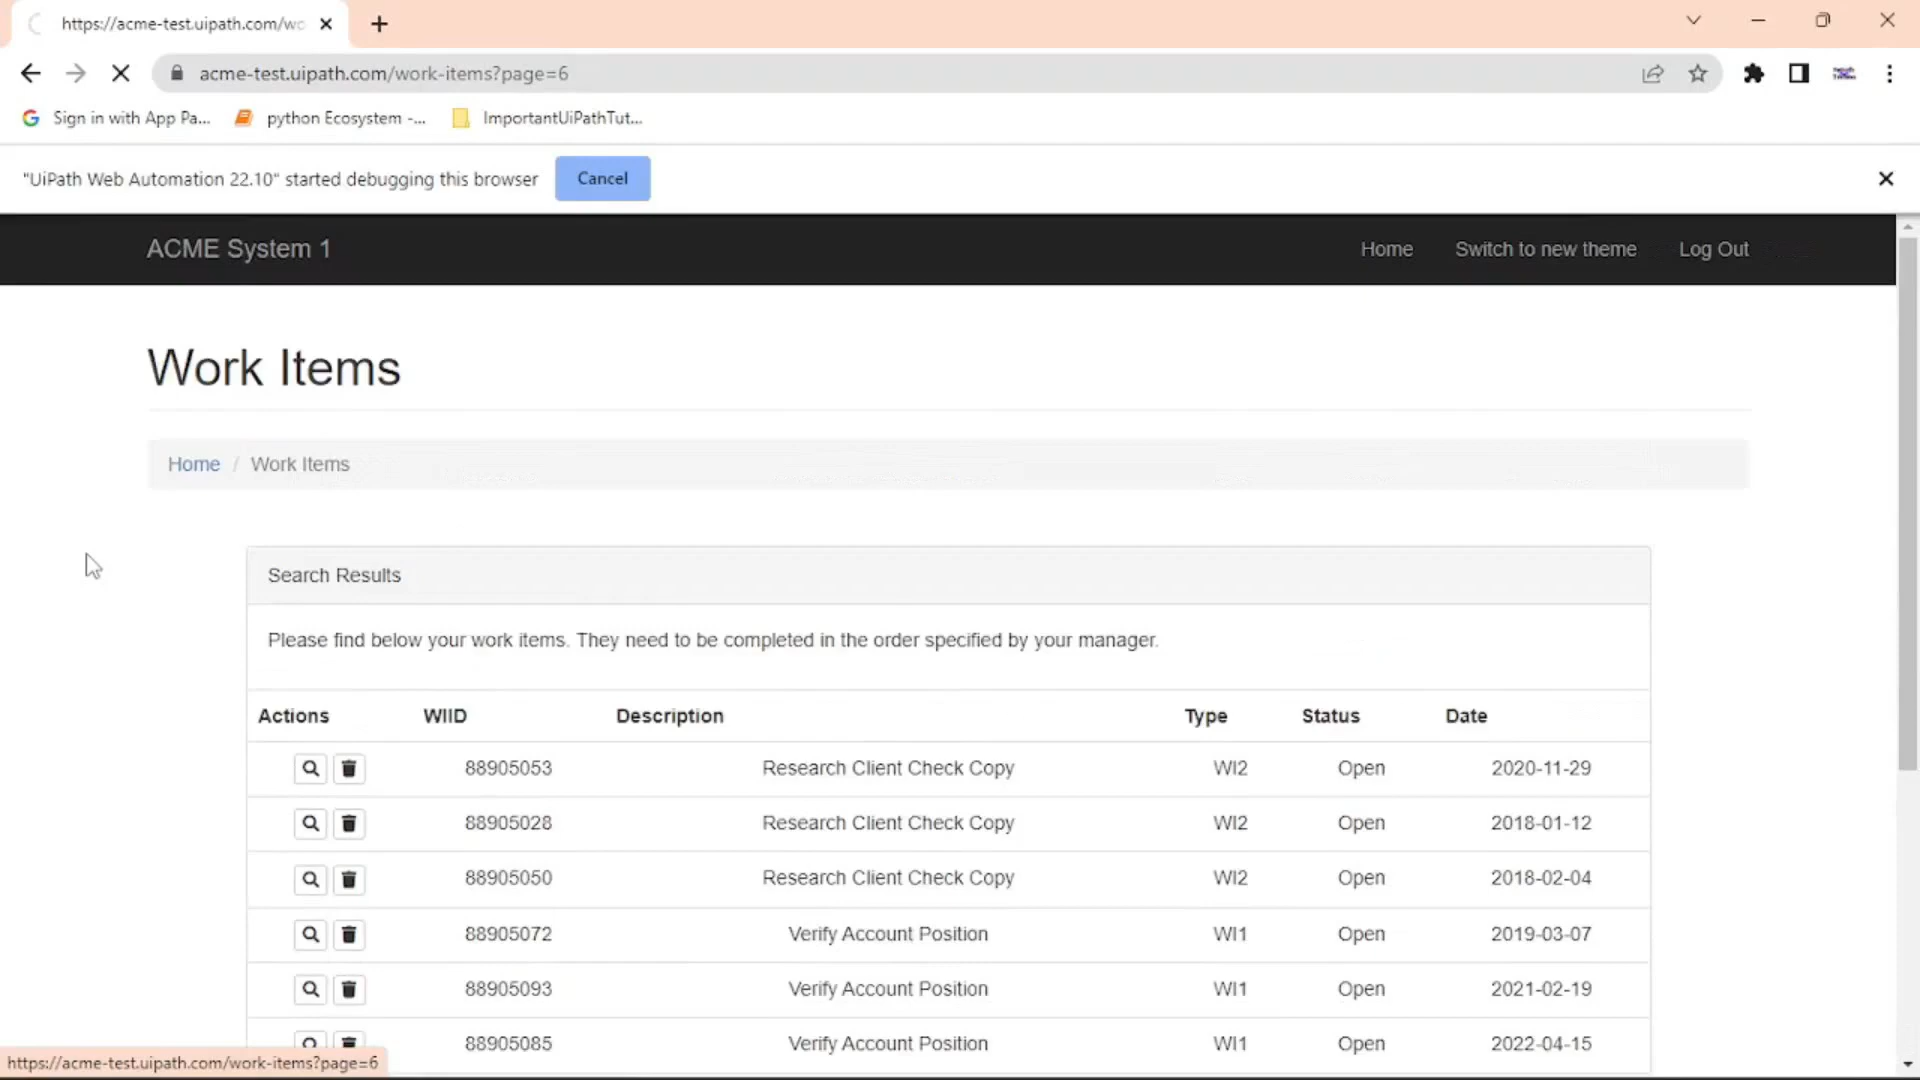 https://acme-test.uipath.com/wo
acme-test.uipath.com/work-items?page=6
Sign in with App Pa... python Ecosystem -... ImportantUiPathTut...
"UiPath Web Automation 22.10" started debugging this browser Cancel
ACME System 1 Home Switch to new theme Log Out
Work Items
Home / Work Items
Search Results
Please find below your work items. They need to be completed in the order specified by your manager.
Actions WIID Description Type Status Date
88905053 Research Client Check Copy WI2 Open 2020-11-29
88905028 Research Client Check Copy WI2 Open 2018-01-12
88905050 Research Client Check Copy WI2 Open 2018-02-04
88905072 Verify Account Position WI1 Open 2019-03-07
88905093 Verify Account Position WI1 Open 2021-02-19
88905085 Verify Account Position WI1 Open 2022-04-15
https://acme-test.uipath.com/work-items?page=6